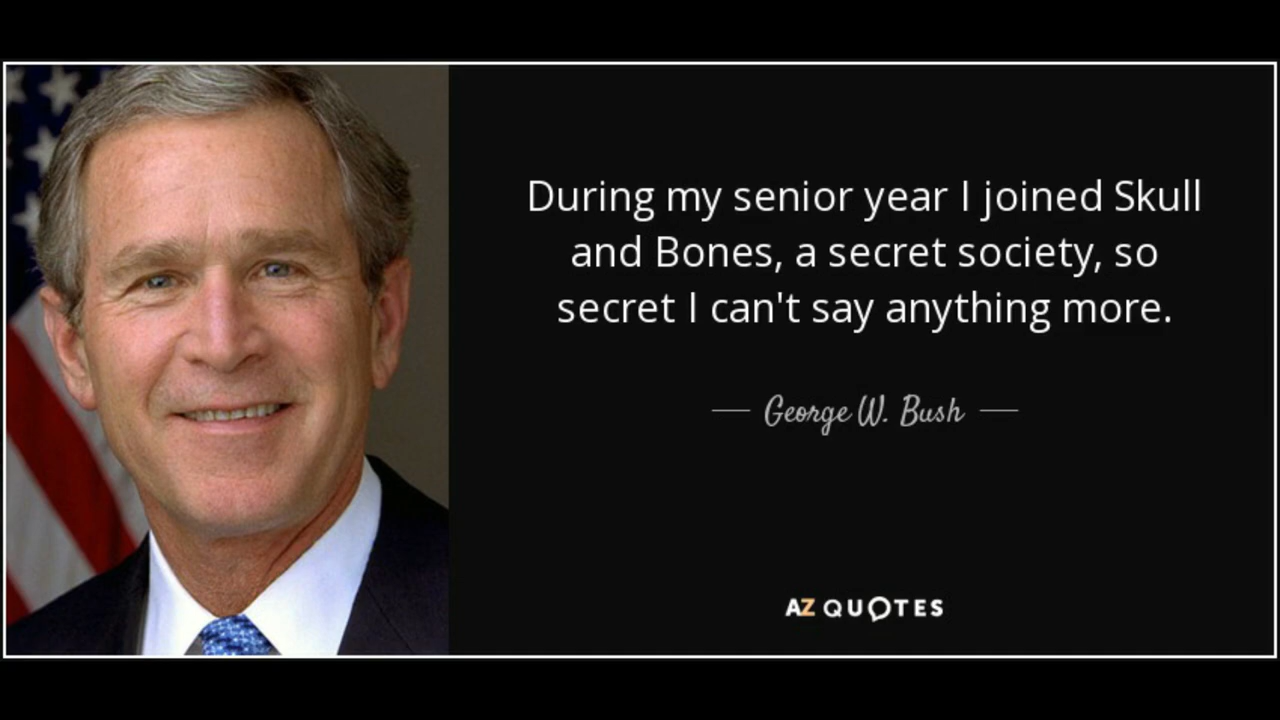 During my senior year I joined Skull
and Bones, a secret society, so
secret I can't say anything more.
George W. Bush
AZ QUOTES